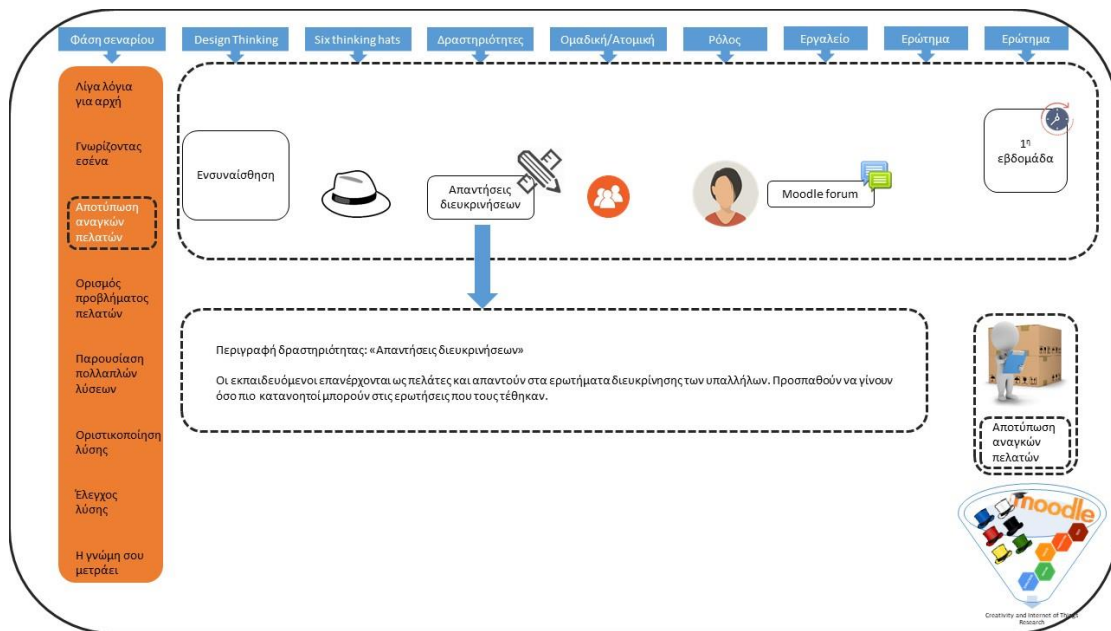 Φάση σεναρίου
Design Thinking
Six thinking hats
Δραστηριότητες
Ομαδική/Ατομική
Ρόλος
Εργαλείο
Ερώτημα
Ερώτημα
Λίγα λόγια
για αρχή
Γνωρίζοντας
εσένα
Αποτύπωση
αναγκών
πελατών
Ορισμός
προβλήματος
πελατών
Παρουσίαση
πολλαπλών
λύσεων
Οριστικοποίηση
λύσης
Έλεγχος
λύσης
Η γνώμη σου
μετράει
Ενσυναίσθηση
Απαντήσεις
διευκρινήσεων
Moodle forum
1η
εβδομάδα
Περιγραφή δραστηριότητας: «Απαντήσεις διευκρινήσεων»
Οι εκπαιδευόμενοι επανέρχονται ως πελάτες και απαντούν στα ερωτήματα διευκρίνησης των υπαλλήλων. Προσπαθούν να γίνουν
όσο πιο κατανοητοί μπορούν στις ερωτήσεις που τους τέθηκαν.
Αποτύπωση
αναγκών
πελατών
moodle
Creativity and Internet of Things
Research